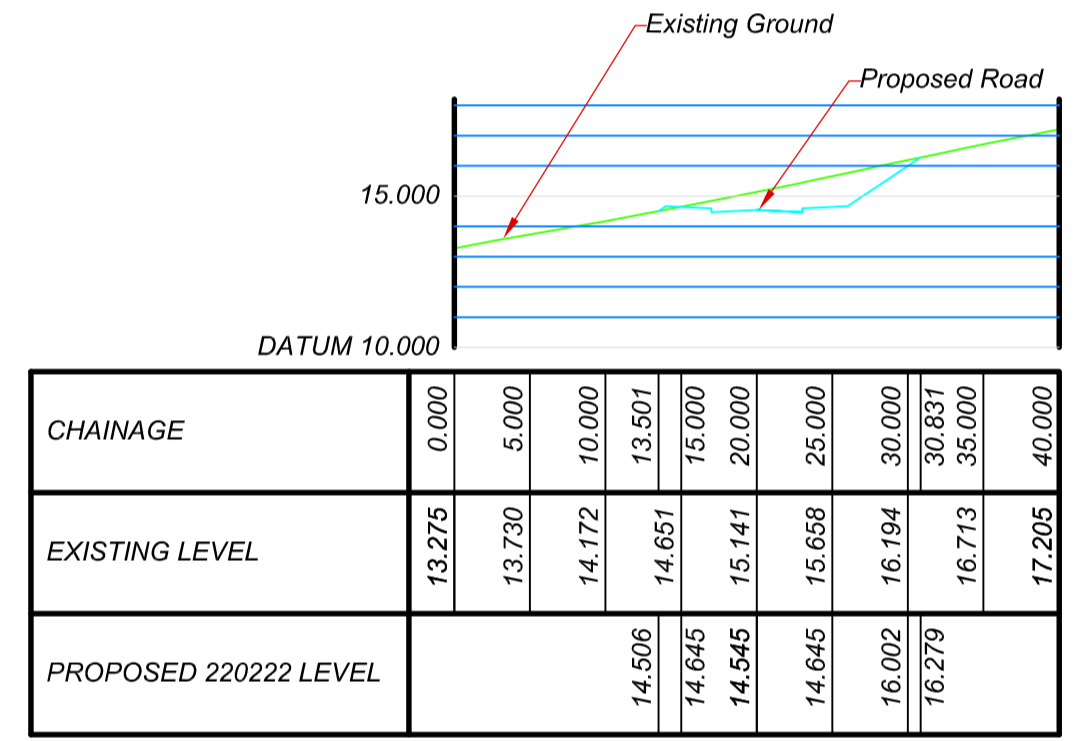 Existing Ground
Proposed Road
15.000
DATUM 10.000
CHAINAGE 0.000 5.000 10.000 13.501 15.000 20.000 25.000 30.000 30.831 35.000 40.000
EXISTING LEVEL 13.275 13.730 14.172 14.651 15.141 15.658 16.194 16.713 17.205
PROPOSED 220222 LEVEL 14.506 14.645 14.545 14.645 16.002 16.279